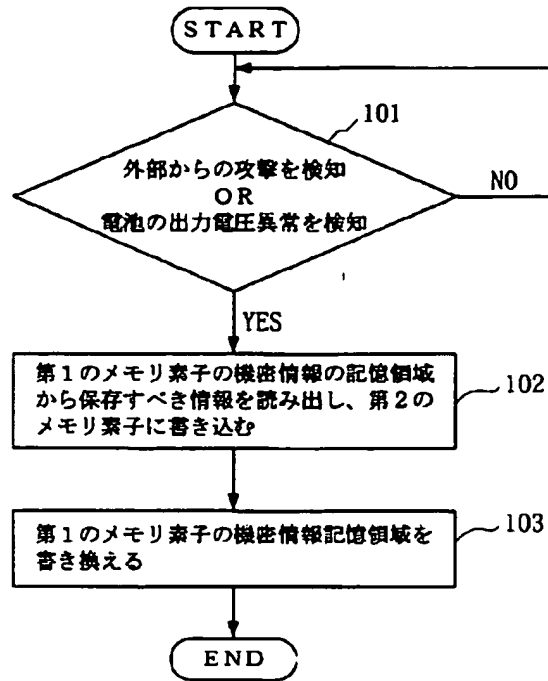 START
101
外部からの攻撃を検知
OR
電池の出力電圧異常を検知
NO
YES
第1のメモリ素子の機密情報の記憶領域
から保存すべき情報を読み出し、第2の
メモリ素子に書き込む
102
第1のメモリ素子の機密情報記憶領域を
書き換える
103
END